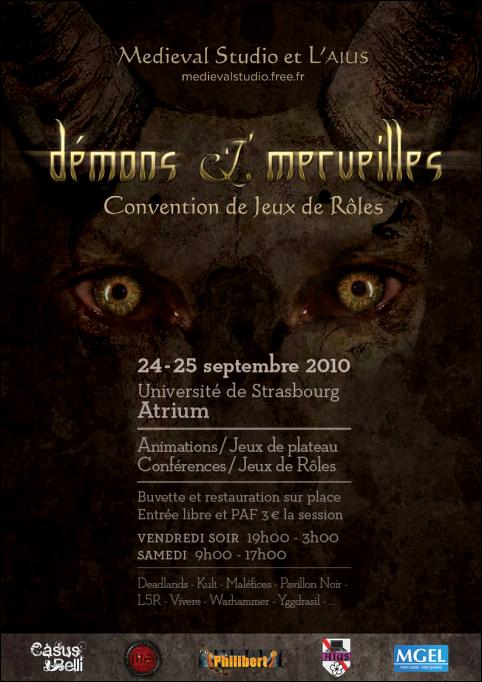 Medieval Studio et L'AIUS
medievalstudio.free.fr
démons & merveilles
Convention de Jeux de Rôles
24-25 septembre 2010
Université de Strasbourg
Atrium
Animations/Jeux de plateau
Conférences/Jeux de Rôles
Buvette et restauration sur place
Entrée libre et PAF 3€ la session
VENDREDI SOIR 19h00 - 3h00
SAMEDI 9h00 - 17h00
Deadlands - Kult - Maléfices - Pavillon Noir -
L5R - Vivere - Warhammer - Yggdrasil - ...
Casus Belli
Philibert
AIUS
MGEL